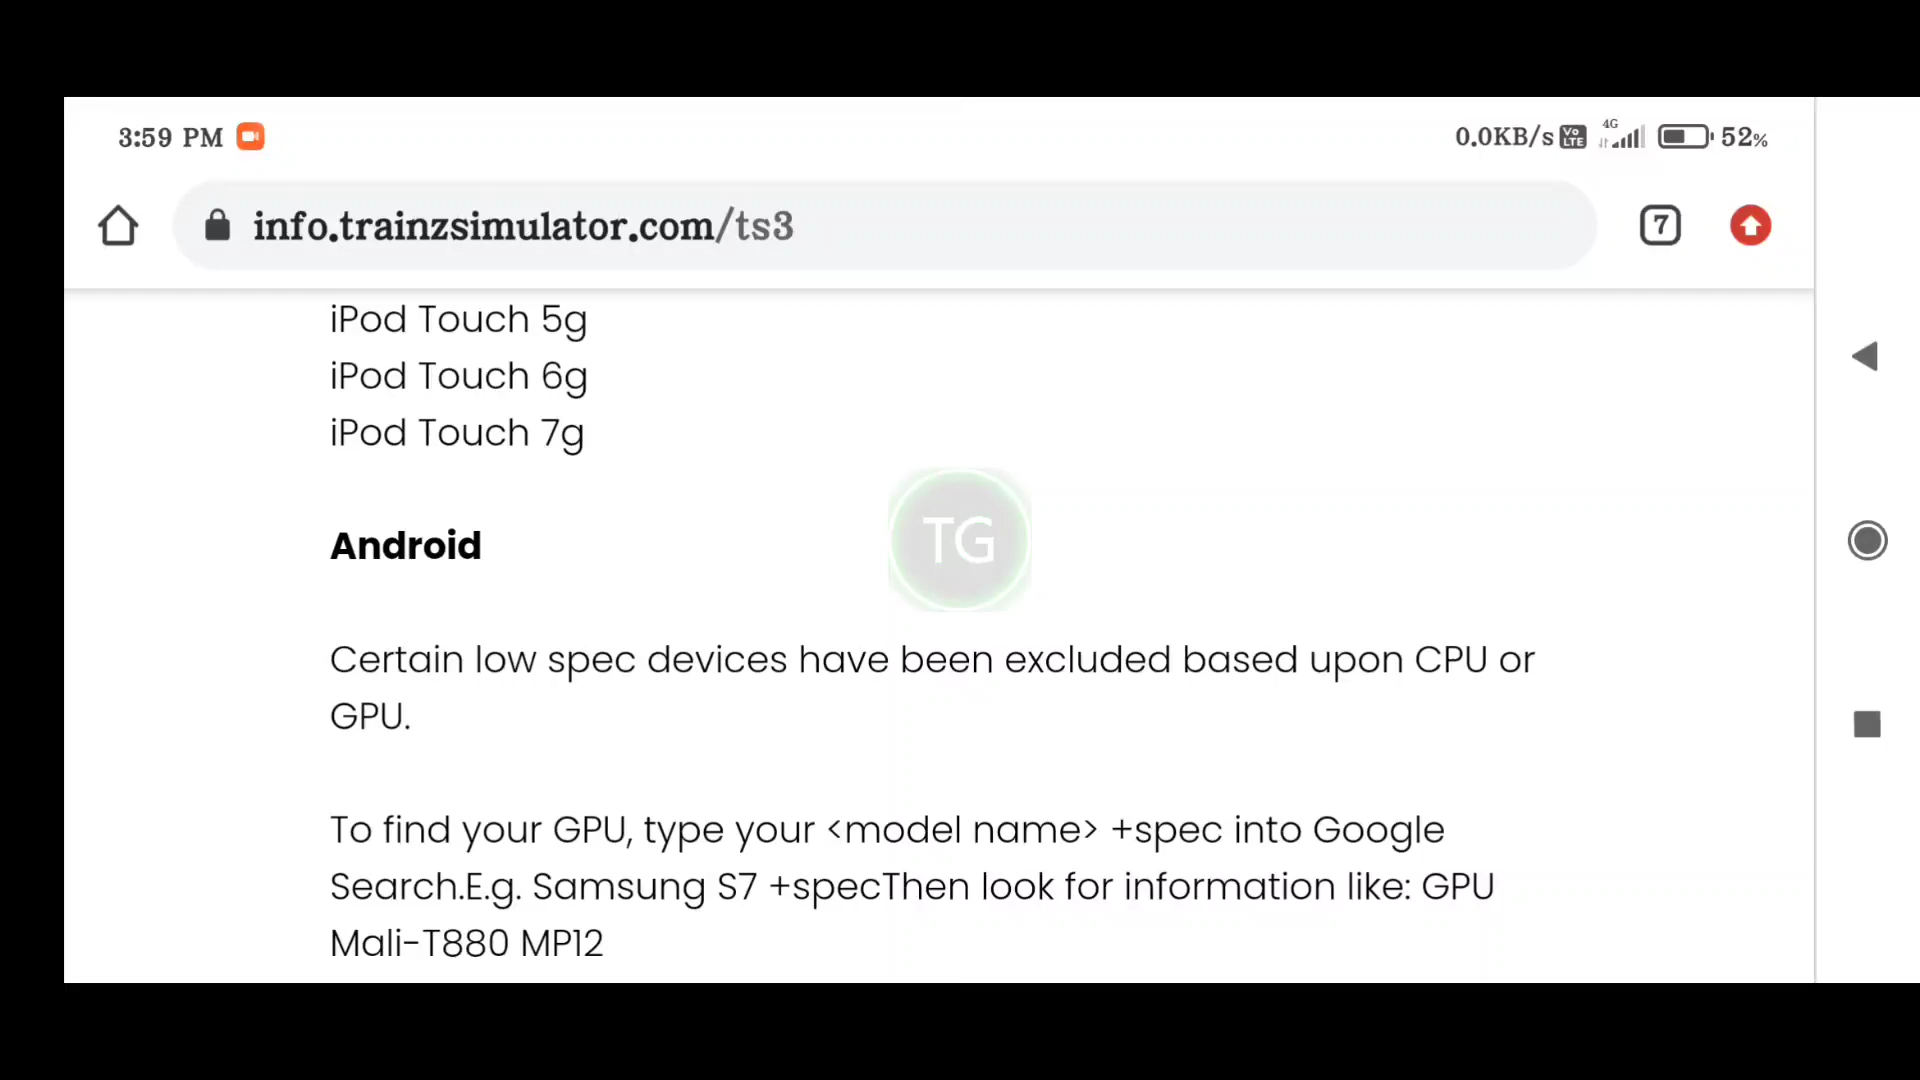 3:59 PM
0.0KB/s Vo LTE 4G 52%
info.trainzsimulator.com/ts3
7
iPod Touch 5g
iPod Touch 6g
iPod Touch 7g
TG
Android
Certain low spec devices have been excluded based upon CPU or
GPU.
To find your GPU, type your <model name> +spec into Google
Search.E.g. Samsung S7 +specThen look for information like: GPU
Mali-T880 MP12